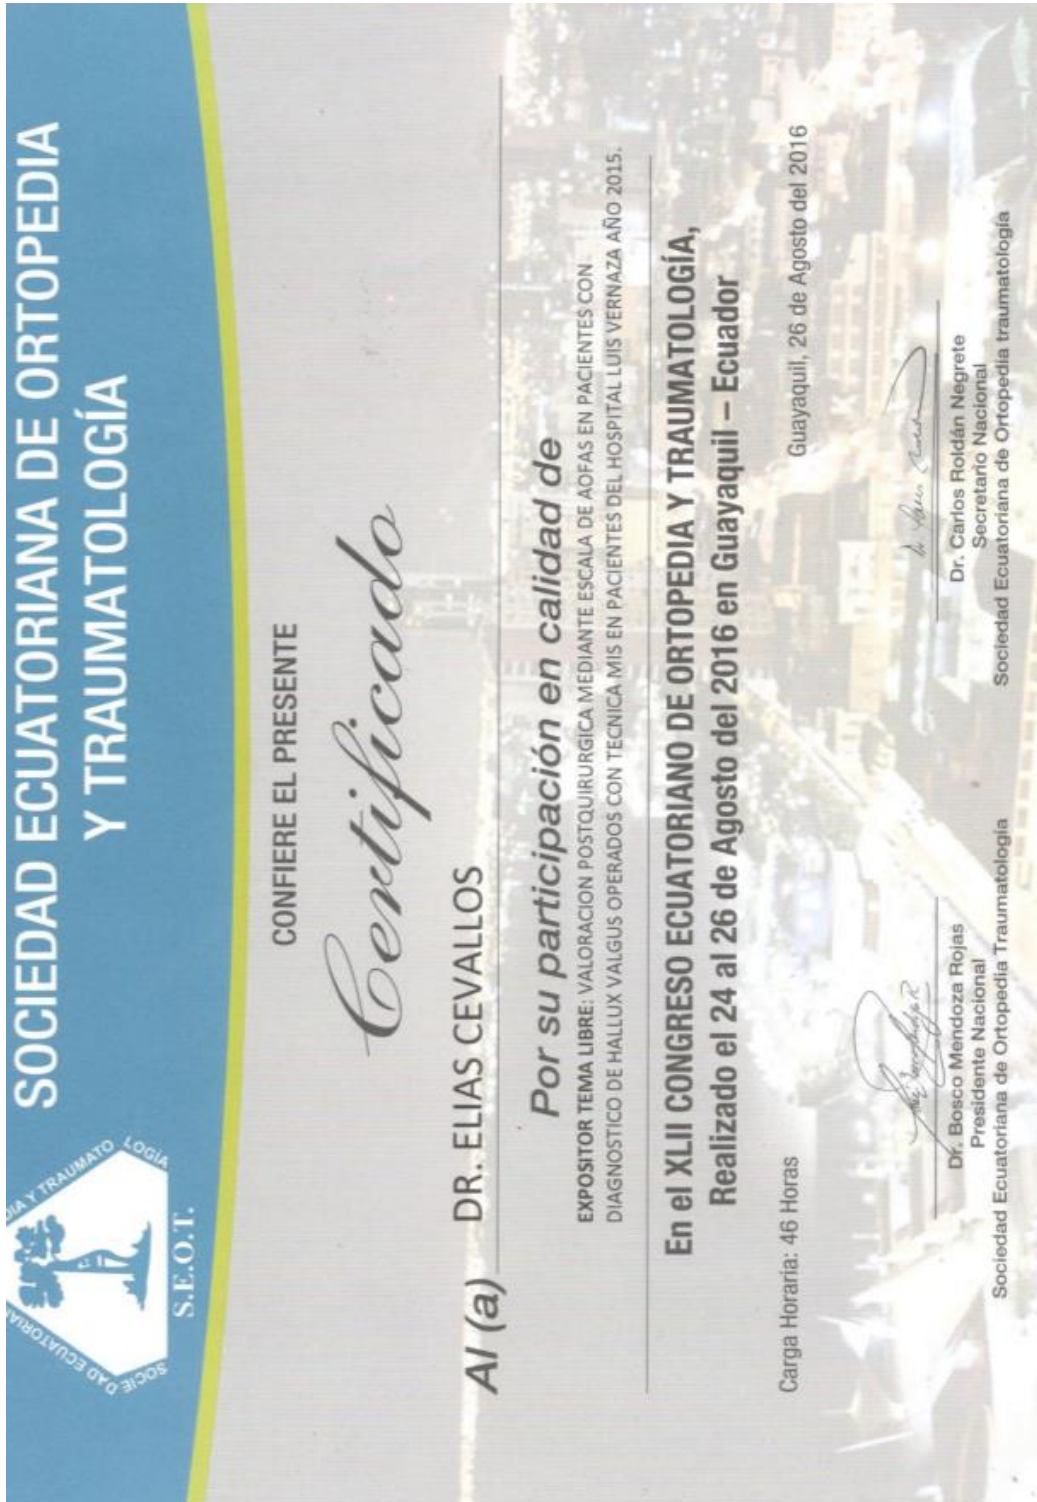 SOCIEDAD ECUATORIANA DE ORTOPEDIA
Y TRAUMATOLOGÍA
SOCIEDAD ECUATORIAN
DIA Y TRAUMATOLOGIA
S.E.O.T.
CONFIERE EL PRESENTE
Certificado
Al (a) DR. ELIAS CEVALLOS
Por su participación en calidad de
EXPOSITOR TEMA LIBRE: VALORACION POSTQUIRURGICA MEDIANTE ESCALA DE AOFAS EN PACIENTES CON
DIAGNOSTICO DE HALLUX VALGUS OPERADOS CON TECNICA MIS EN PACIENTES DEL HOSPITAL LUIS VERNAZA AÑO 2015.
En el XLII CONGRESO ECUATORIANO DE ORTOPEDIA Y TRAUMATOLOGÍA,
Realizado el 24 al 26 de Agosto del 2016 en Guayaquil – Ecuador
Carga Horaria: 46 Horas
Guayaquil, 26 de Agosto del 2016
Dr. Bosco Mendoza Rojas
Presidente Nacional
Sociedad Ecuatoriana de Ortopedia Traumatología
Dr. Carlos Roldán Negrete
Secretario Nacional
Sociedad Ecuatoriana de Ortopedía traumatología